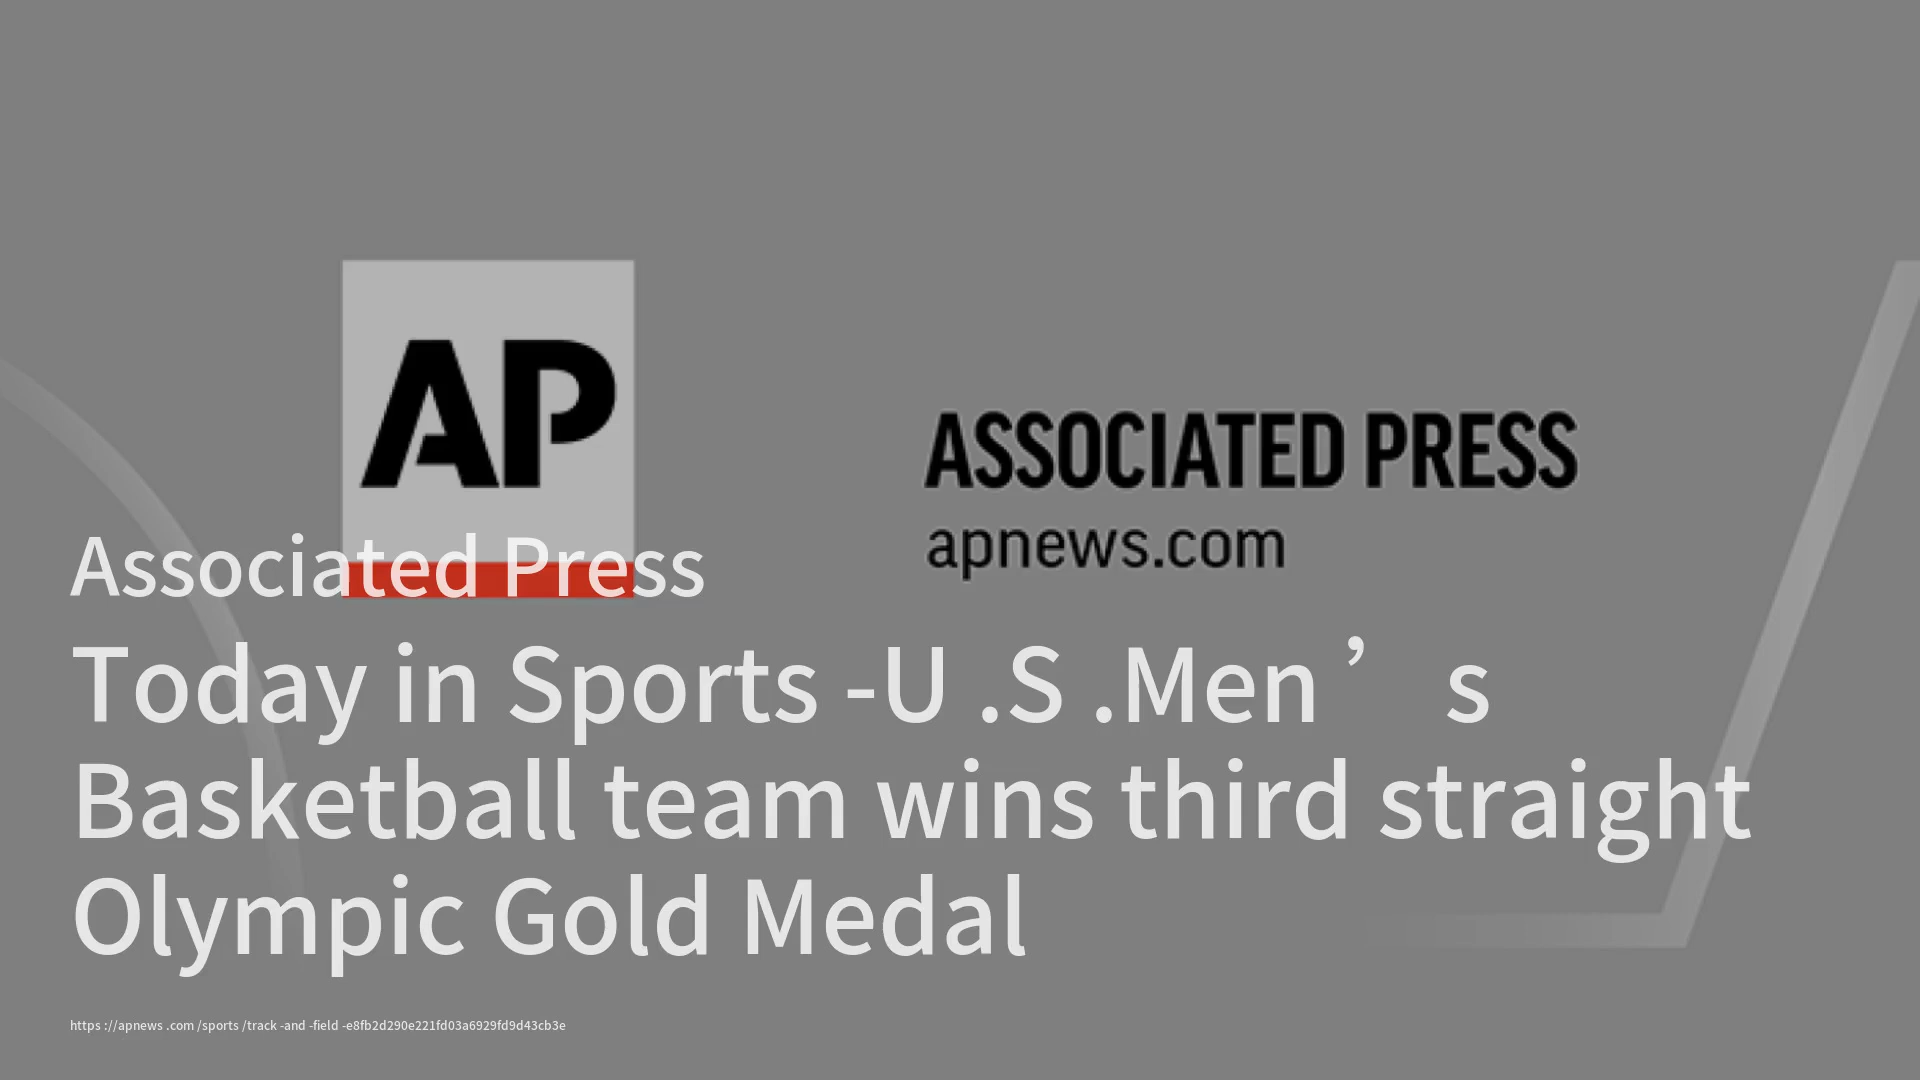 AP
ASSOCIATED PRESS
apnews.com
Associated Press
Today in Sports -U .S .Men’s
Basketball team wins third straight
Olympic Gold Medal
https ://apnews .com /sports /track -and -field -e8fb2d290e221fd03a6929fd9d43cb3e